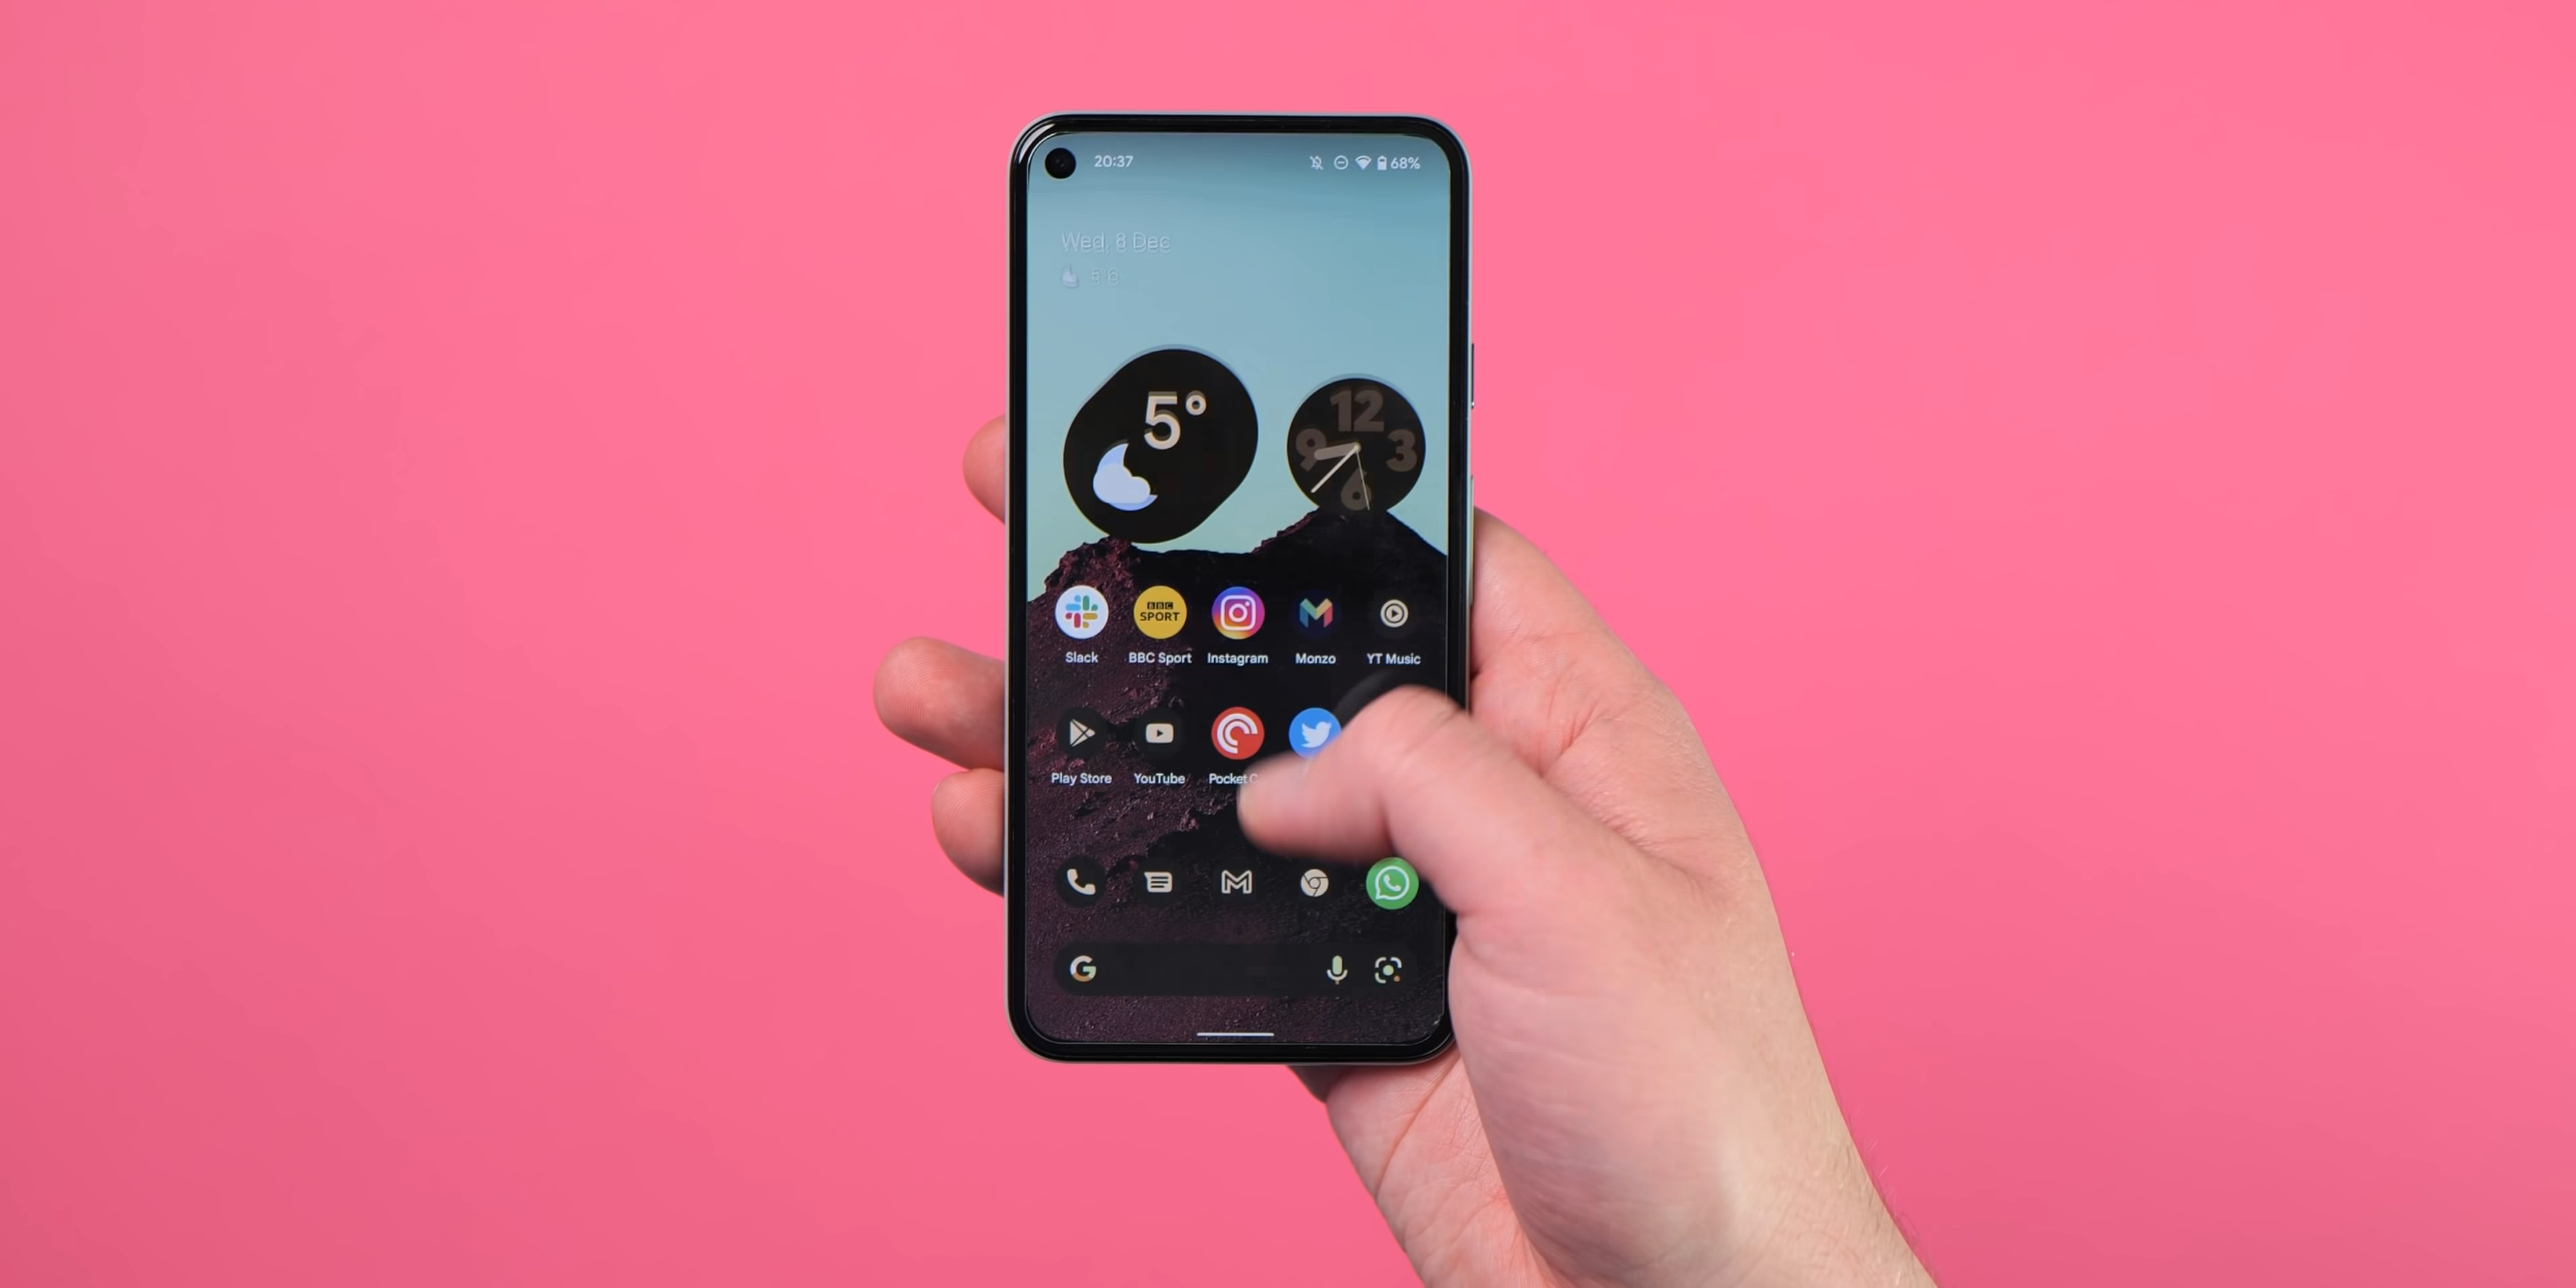 20:37 68%
Wed, 8 Dec
5°
12
9 3
6
Slack BBC SPORT BBC Sport Instagram Monzo YT Music
Play Store YouTube Pocket
G